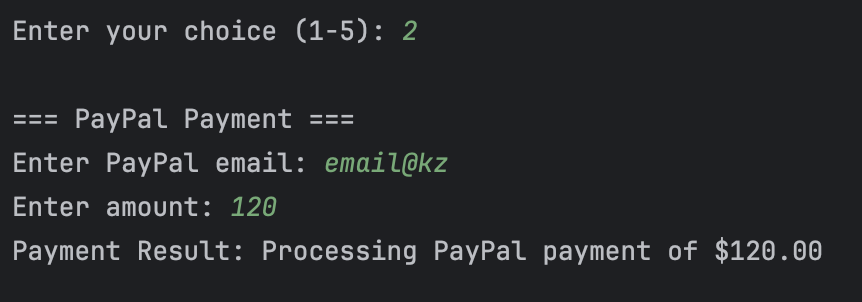 Enter your choice (1-5): 2
=== PayPal Payment ===
Enter PayPal email: email@kz
Enter amount: 120
Payment Result: Processing PayPal payment of $120.00